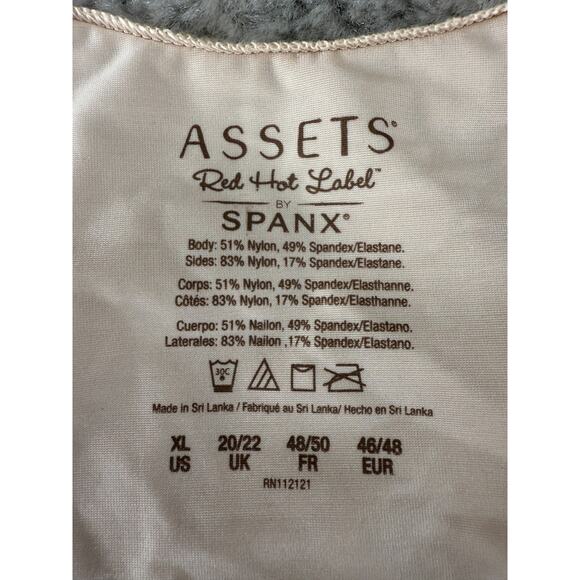 ASSETS®
Red Hot Label™
BY
SPANX®
Body: 51% Nylon, 49% Spandex/Elastane.
Sides: 83% Nylon, 17% Spandex/Elastane.
Corps: 51% Nylon, 49% Spandex/Elasthanne.
Côtés: 83% Nylon, 17% Spandex/Elasthanne.
Cuerpo: 51% Nailon, 49% Spandex/Elastano.
Laterales: 83% Nailon ,17% Spandex/Elastano.
30C
Made in Sri Lanka / Fabriqué au Sri Lanka/ Hecho en Sri Lanka
XL 20/22 48/50 46/48
US UK FR EUR
RN112121